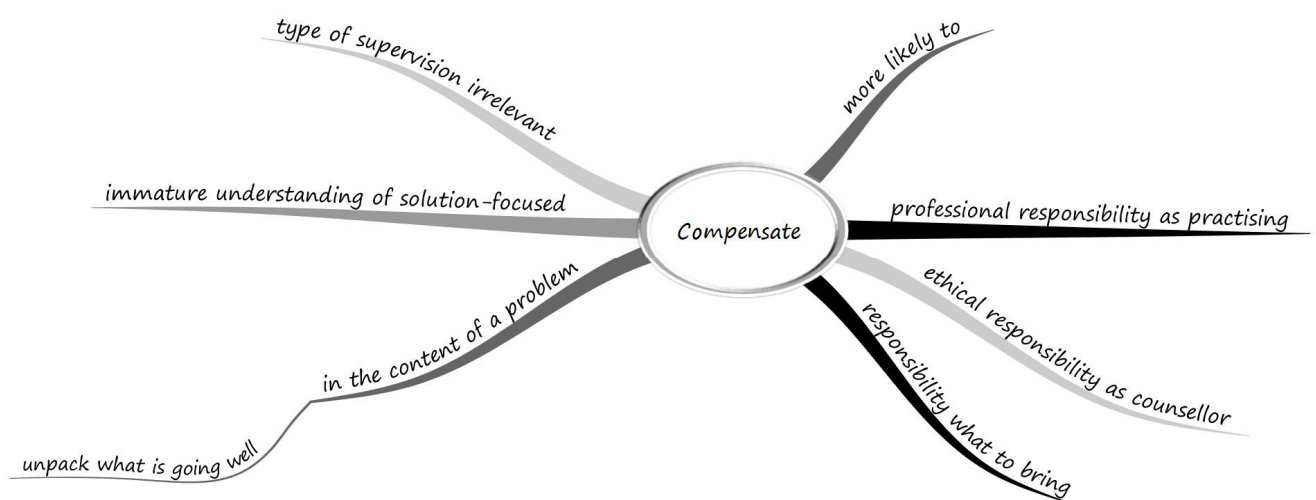 type of supervision irrelevant
more likely to
immature understanding of solution-focused
professional responsibility as practising
Compensate
in the content of a problem
ethical responsibility as counsellor
responsibility what to bring
unpack what is going well